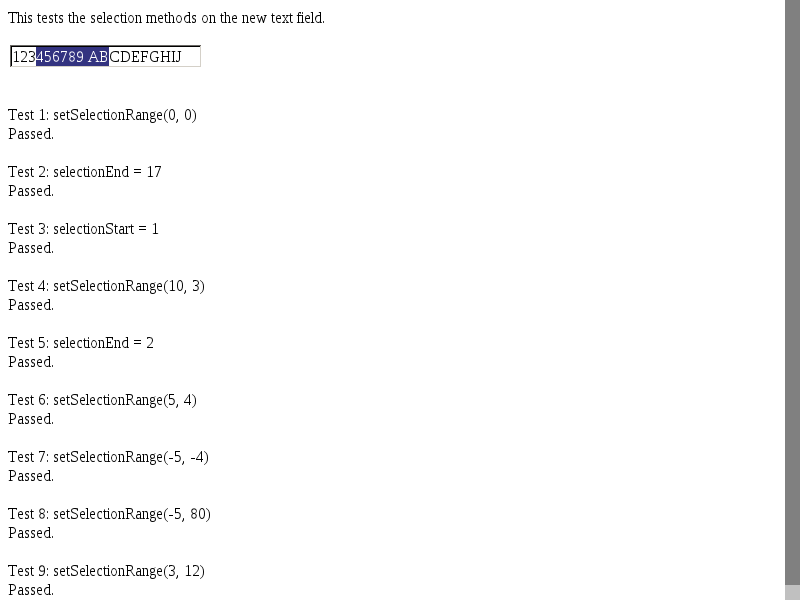 This tests the selection methods on the new text field.
123456789 ABCDEFGHIJ
Test 1: setSelectionRange(0, 0)
Passed.
Test 2: selectionEnd = 17
Passed.
Test 3: selectionStart = 1
Passed.
Test 4: setSelectionRange(10, 3)
Passed.
Test 5: selectionEnd = 2
Passed.
Test 6: setSelectionRange(5, 4)
Passed.
Test 7: setSelectionRange(-5, -4)
Passed.
Test 8: setSelectionRange(-5, 80)
Passed.
Test 9: setSelectionRange(3, 12)
Passed.